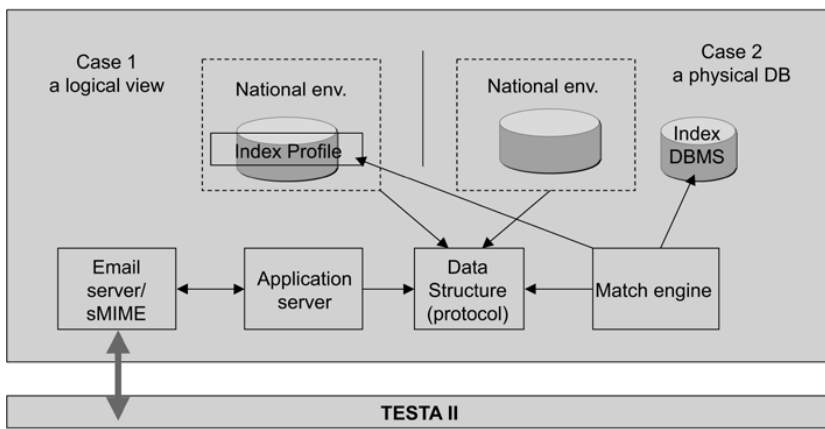 Case 1
a logical view
National env.
Index Profile
National env.
Case 2
a physical DB
Index
DBMS
Email
server/
sMIME
Application
server
Data
Structure
(protocol)
Match engine
TESTA II